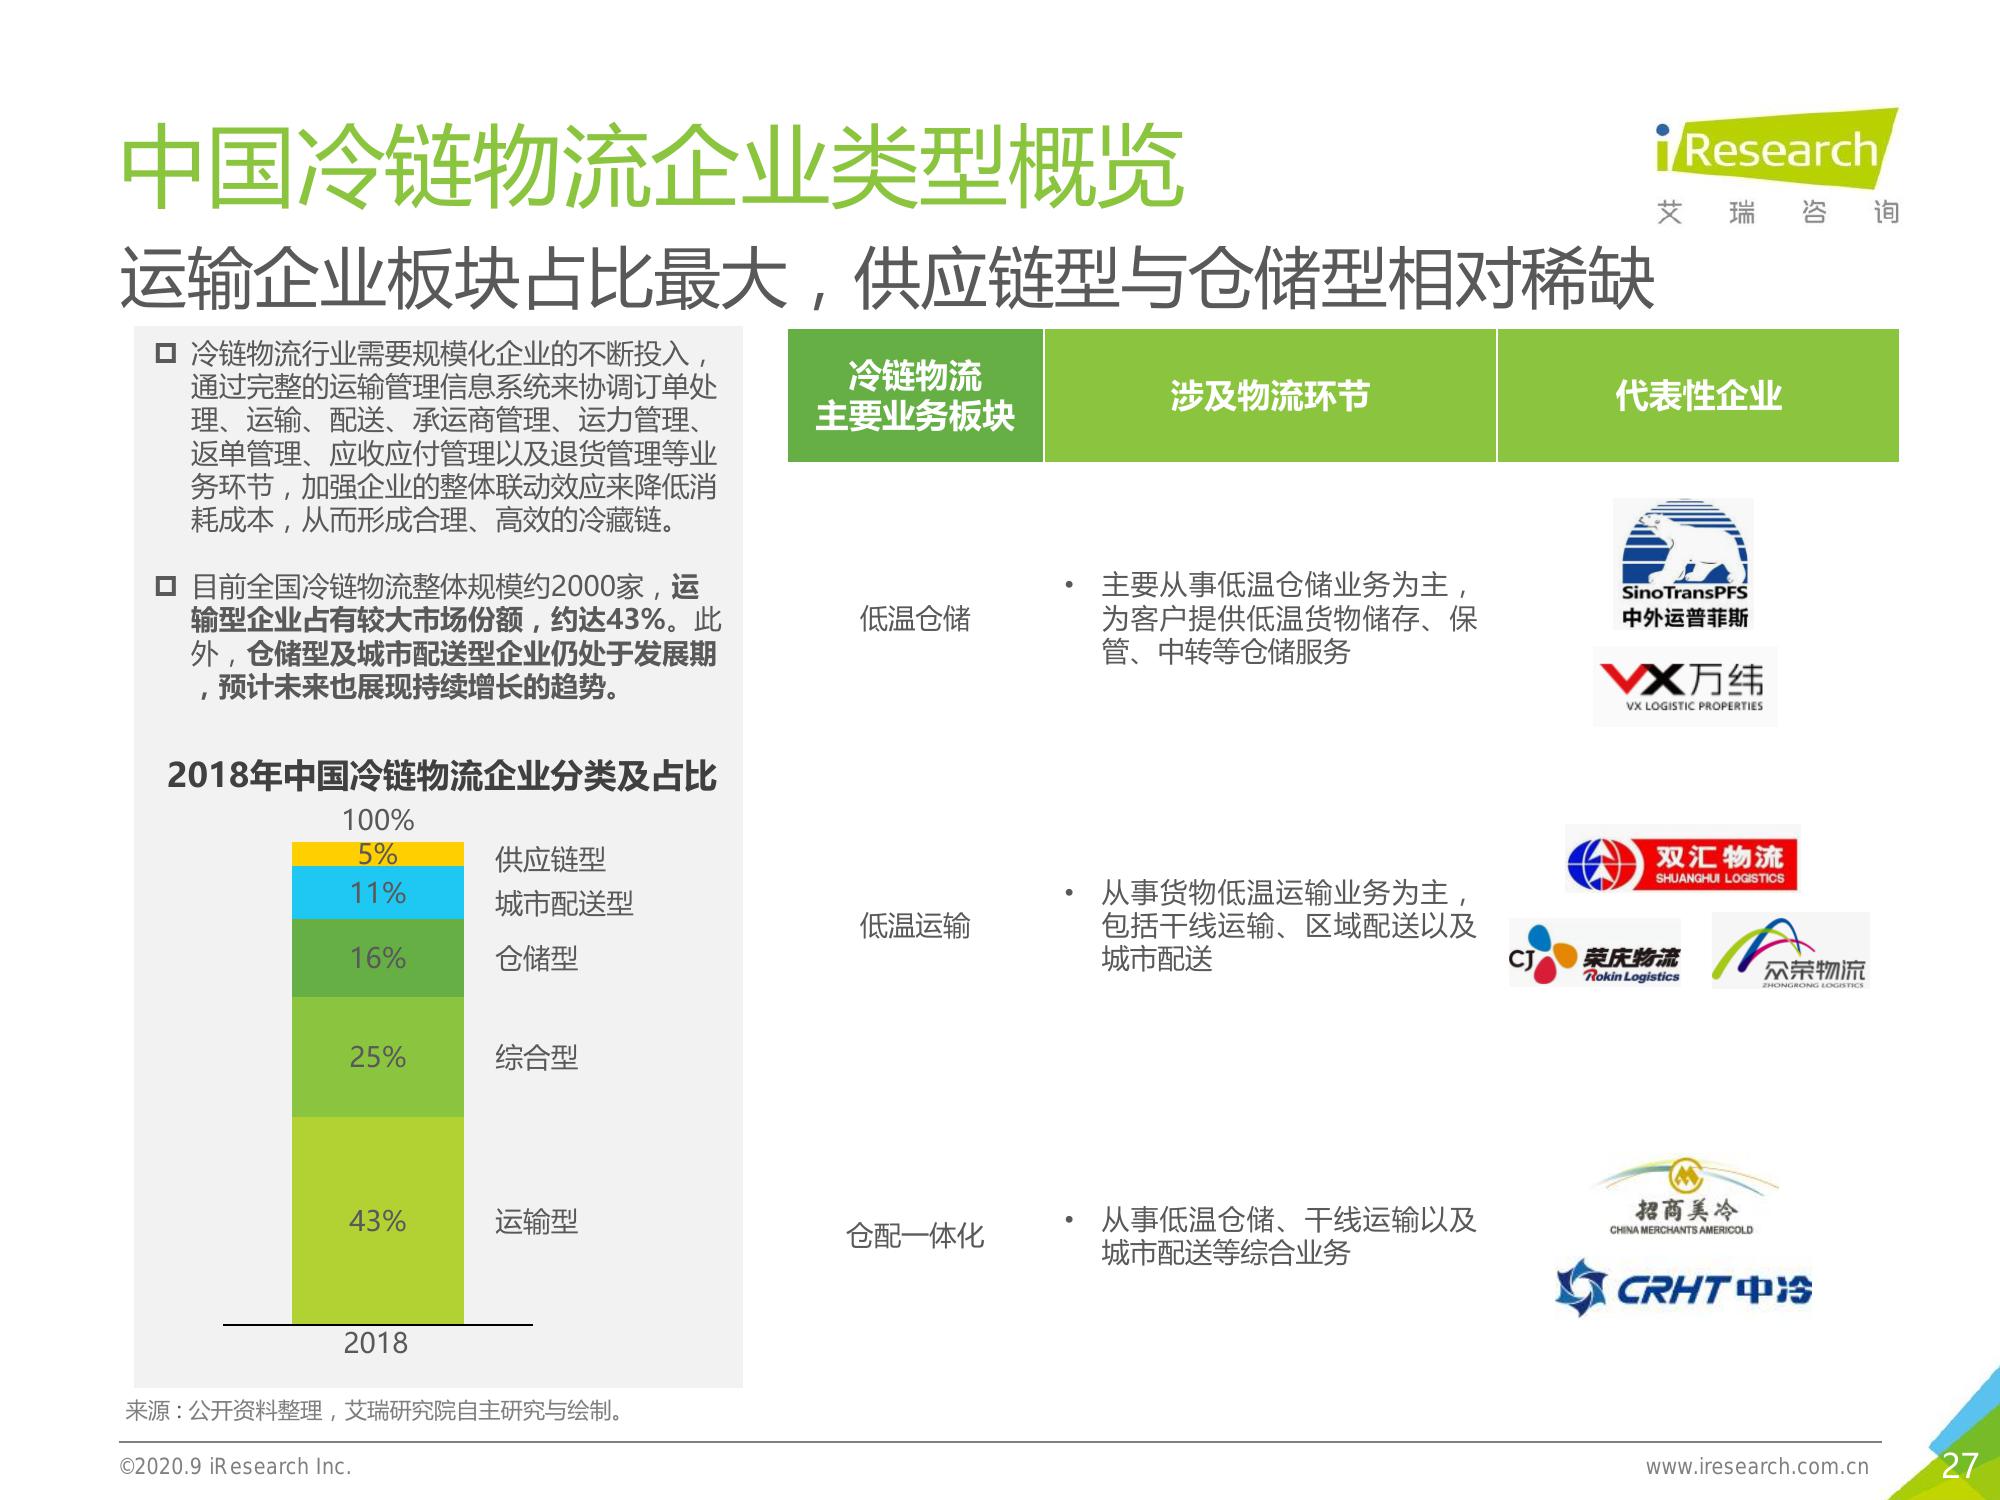 中国冷链物流企业类型概览
iResearch
艾瑞咨询
运输企业板块占比最大，供应链型与仓储型相对稀缺
冷链物流行业需要规模化企业的不断投入，
通过完整的运输管理信息系统来协调订单处
理、运输、配送、承运商管理、运力管理、
返单管理、应收应付管理以及退货管理等业
务环节，加强企业的整体联动效应来降低消
耗成本，从而形成合理、高效的冷藏链。
目前全国冷链物流整体规模约2000家，运
输型企业占有较大市场份额，约达43%。此
外，仓储型及城市配送型企业仍处于发展期
，预计未来也展现持续增长的趋势。
2018年中国冷链物流企业分类及占比
100%
5% 供应链型
11% 城市配送型
16% 仓储型
25% 综合型
43% 运输型
2018
冷链物流
主要业务板块
涉及物流环节
代表性企业
低温仓储
• 主要从事低温仓储业务为主，
为客户提供低温货物储存、保
管、中转等仓储服务
SinoTransPFS
中外运普菲斯
VX万纬
VX LOGISTIC PROPERTIES
低温运输
• 从事货物低温运输业务为主，
包括干线运输、区域配送以及
城市配送
双汇物流
SHUANGHUI LOGISTICS
CJ 荣庆物流
Rokin Logistics
众荣物流
ZHONGRONG LOGISTICS
仓配一体化
• 从事低温仓储、干线运输以及
城市配送等综合业务
招商美冷
CHINA MERCHANTS AMERICOLD
CRHT中冷
来源：公开资料整理，艾瑞研究院自主研究与绘制。
©2020.9 iResearch Inc.
www.iresearch.com.cn
27